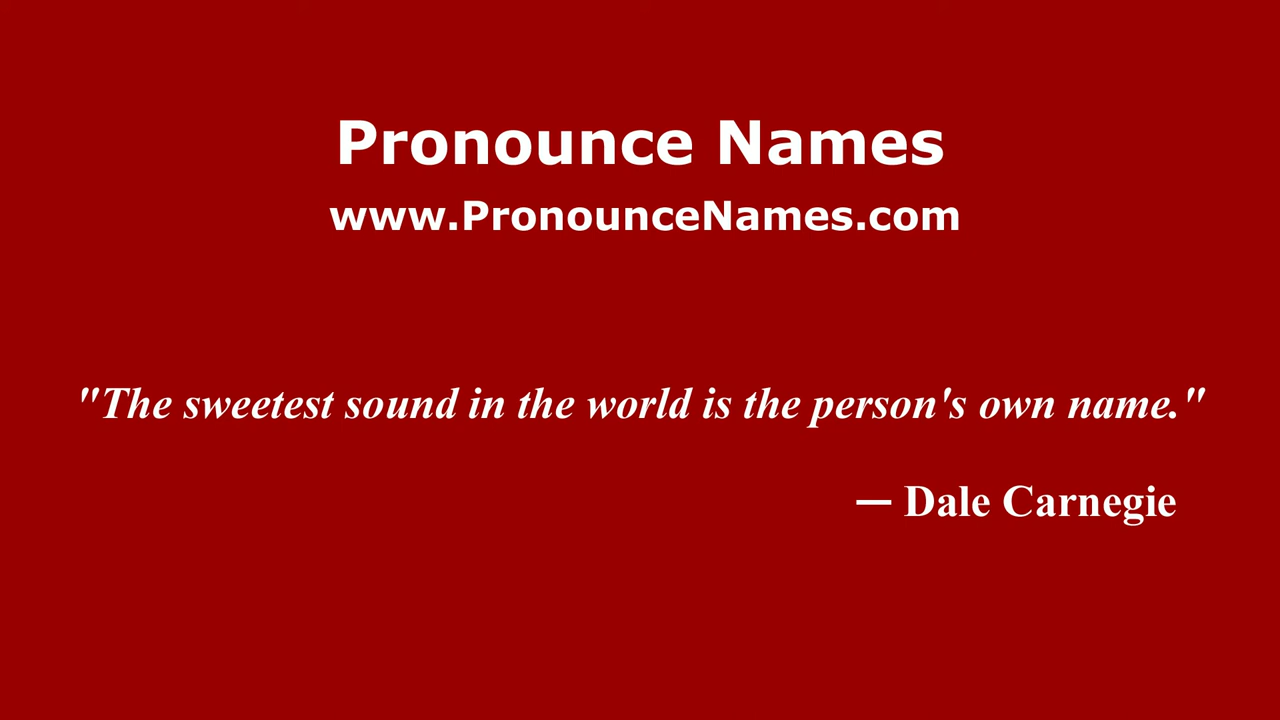 Pronounce Names
www.PronounceNames.com
"The sweetest sound in the world is the person's own name."
— Dale Carnegie